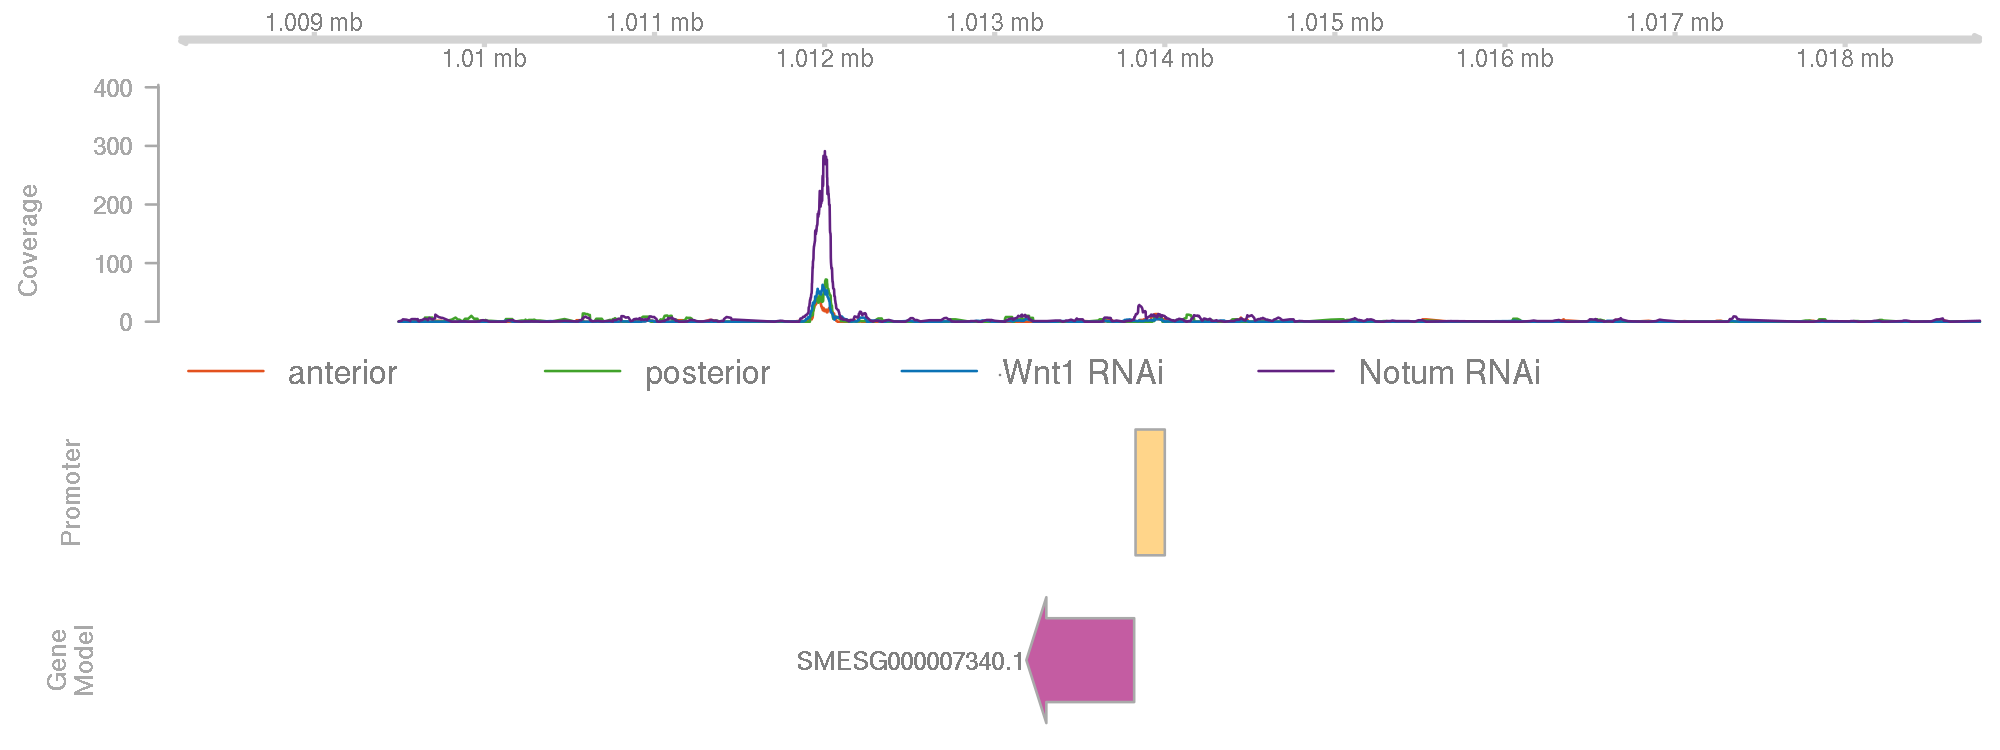 1.009 mb 1.011 mb 1.013 mb 1.015 mb 1.017 mb
1.01 mb 1.012 mb 1.014 mb 1.016 mb 1.018 mb
400
300
200
100
0
Coverage
anterior posterior Wnt1 RNAi Notum RNAi
Promoter
SMESG000007340.1
Gene
Model